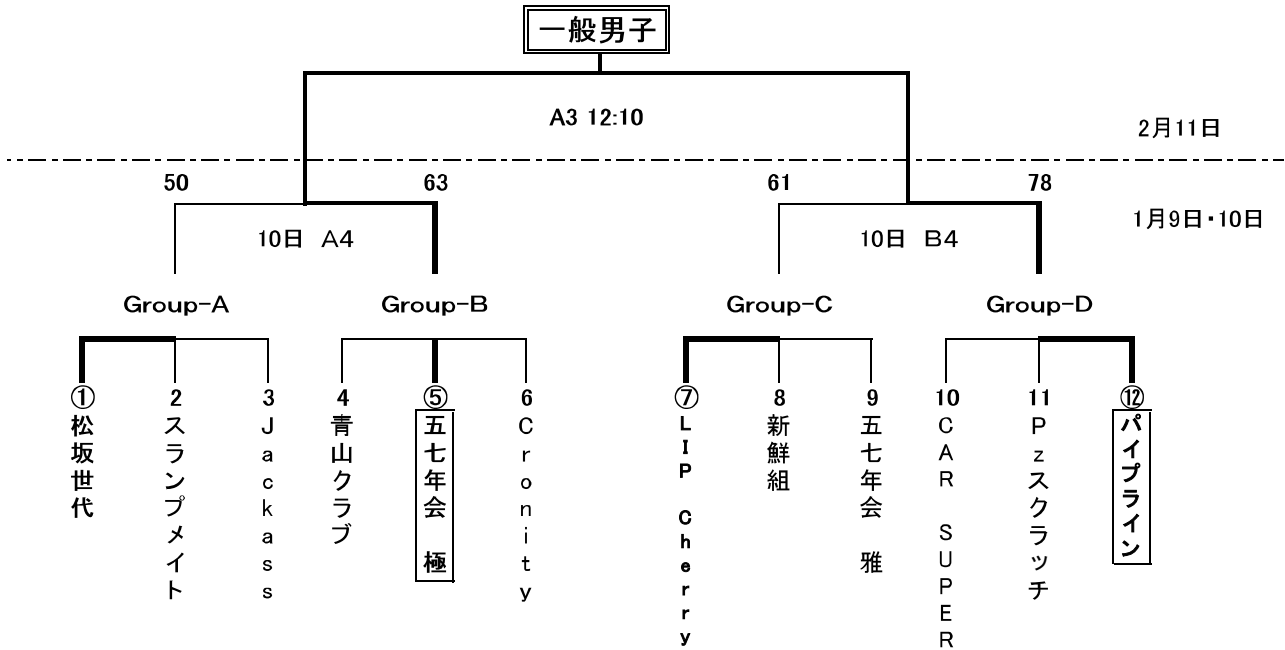 一般男子
A3 12:10
2月11日
50
63
61
78
1月9日・10日
10日 A4
10日 B4
Group-A
Group-B
Group-C
Group-D
① 松坂世代
2 スランプメイト
3 Jackass
4 青山クラブ
⑤ 五七年会 極
6 Cronity
⑦ LIP Cherry
8 新鮮組
9 五七年会 雅
10 CAR SUPER
11 Pzスクラッチ
⑫ パイプライン